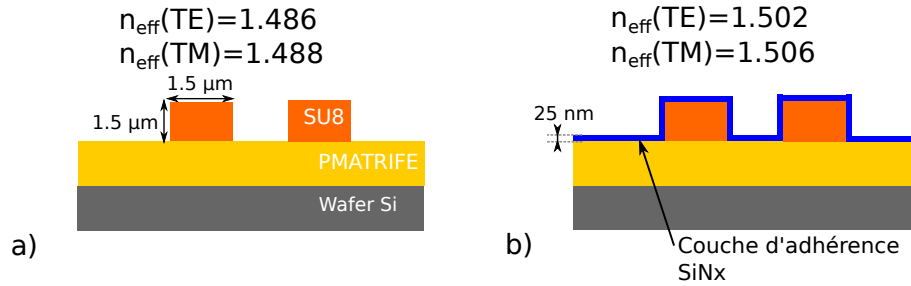 n_eff(TE)=1.486
n_eff(TM)=1.488
1.5 µm
1.5 µm
SU8
PMATRIFE
Wafer Si
a)
n_eff(TE)=1.502
n_eff(TM)=1.506
25 nm
b)
Couche d'adhérence
SiNx